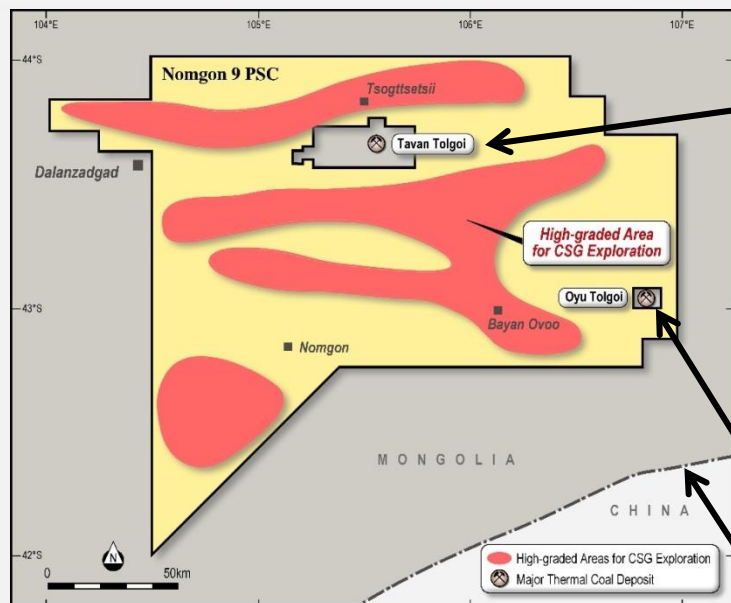 104°E
105°E
106°E
107°E
44°S
Nomgon 9 PSC
Tsogttsetsii
Tavan Tolgoi
Dalanzadgad
High-graded Area
for CSG Exploration
43°S
Oyu Tolgoi
Bayan Ovoo
Nomgon
MONGOLIA
CHINA
42°S
N
0
50km
High-graded Areas for CSG Exploration
Major Thermal Coal Deposit